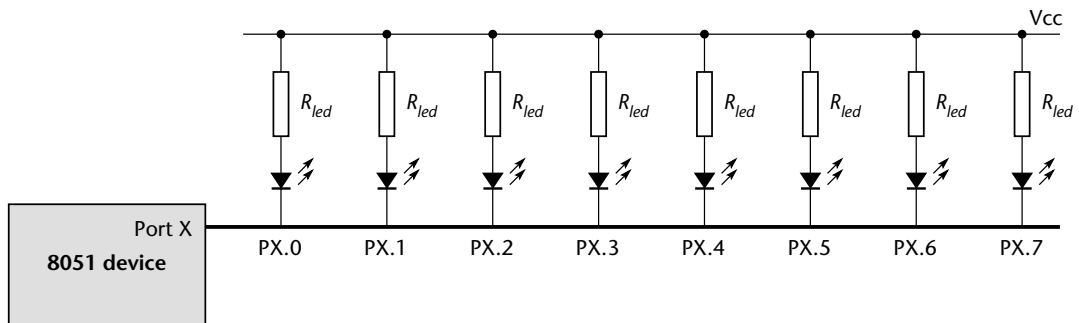 Vcc
R_led R_led R_led R_led R_led R_led R_led R_led
Port X
PX.0 PX.1 PX.2 PX.3 PX.4 PX.5 PX.6 PX.7
8051 device